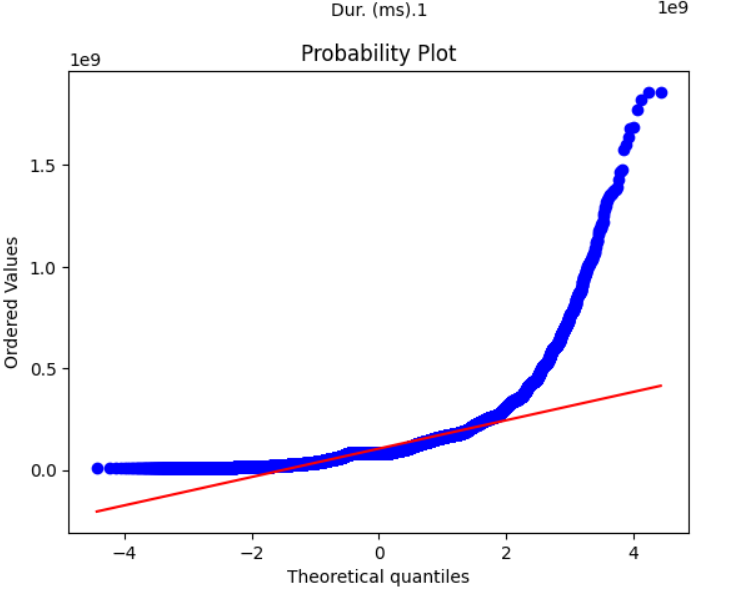 Dur. (ms).1
1e9
Probability Plot
1e9
1.5
1.0
0.5
0.0
Ordered Values
−4
−2
0
2
4
Theoretical quantiles